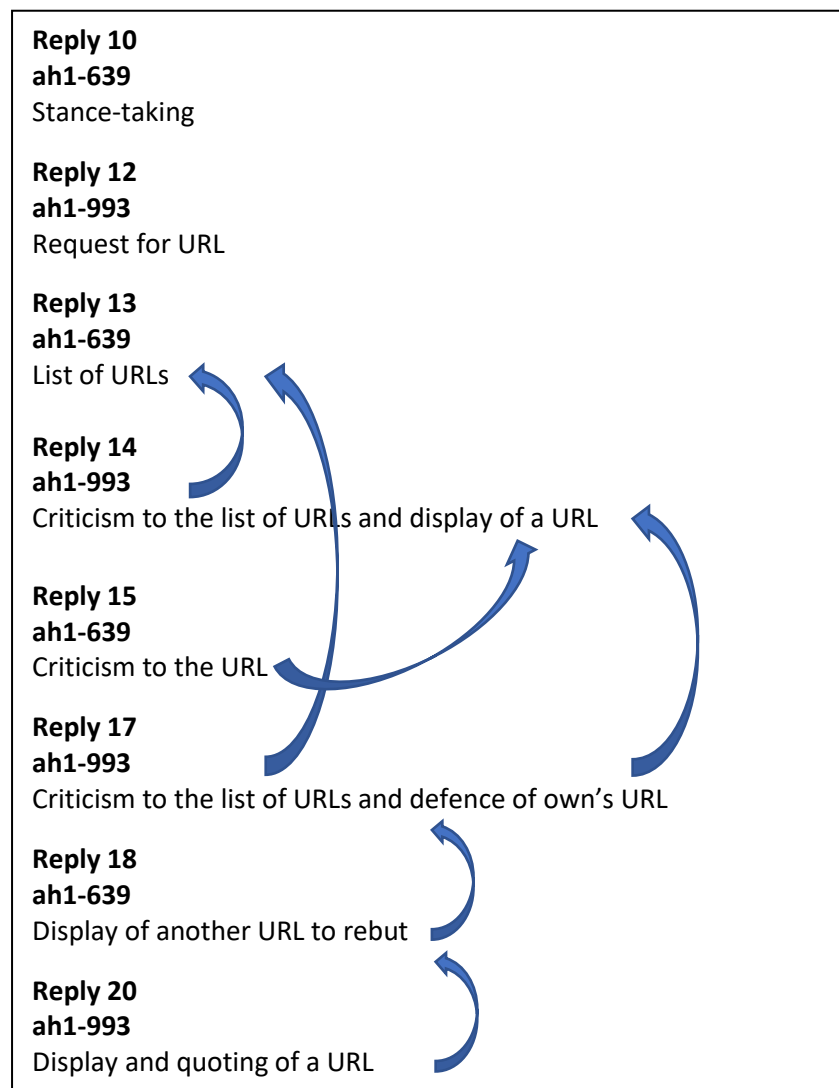 Reply 10
ah1-639
Stance-taking
Reply 12
ah1-993
Request for URL
Reply 13
ah1-639
List of URLs
Reply 14
ah1-993
Criticism to the list of URLs and display of a URL
Reply 15
ah1-639
Criticism to the URL
Reply 17
ah1-993
Criticism to the list of URLs and defence of own’s URL
Reply 18
ah1-639
Display of another URL to rebut
Reply 20
ah1-993
Display and quoting of a URL